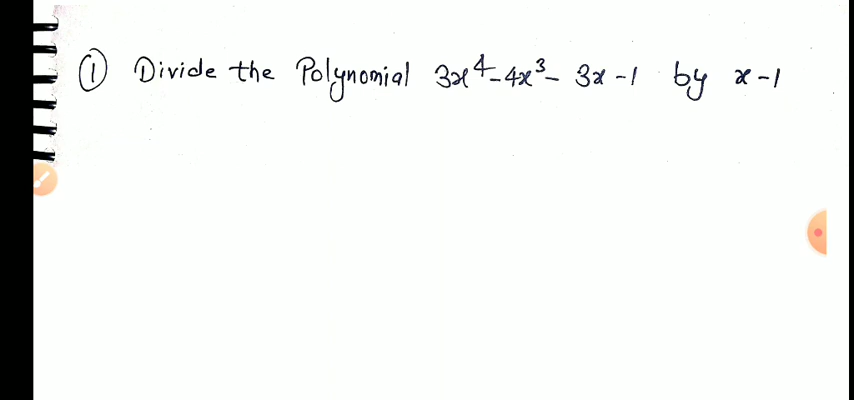 ① Divide the Polynomial 3x⁴-4x³- 3x-1 by x-1